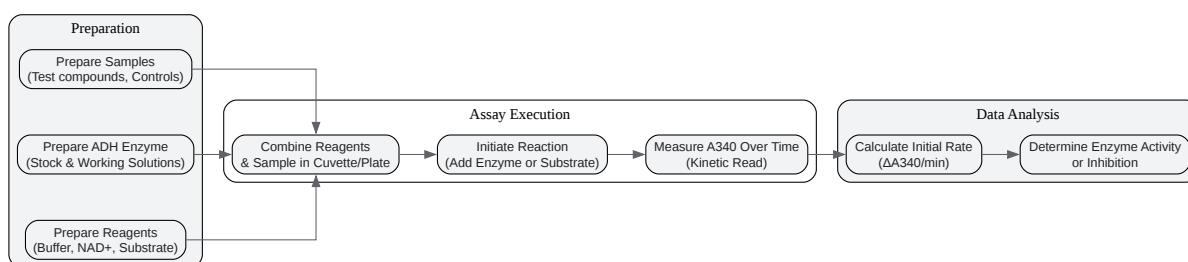 Preparation
Prepare Samples
(Test compounds, Controls)
Prepare ADH Enzyme
(Stock & Working Solutions)
Prepare Reagents
(Buffer, NAD+, Substrate)
Assay Execution
Combine Reagents
& Sample in Cuvette/Plate
Initiate Reaction
(Add Enzyme or Substrate)
Measure A340 Over Time
(Kinetic Read)
Data Analysis
Calculate Initial Rate
(ΔA340/min)
Determine Enzyme Activity
or Inhibition